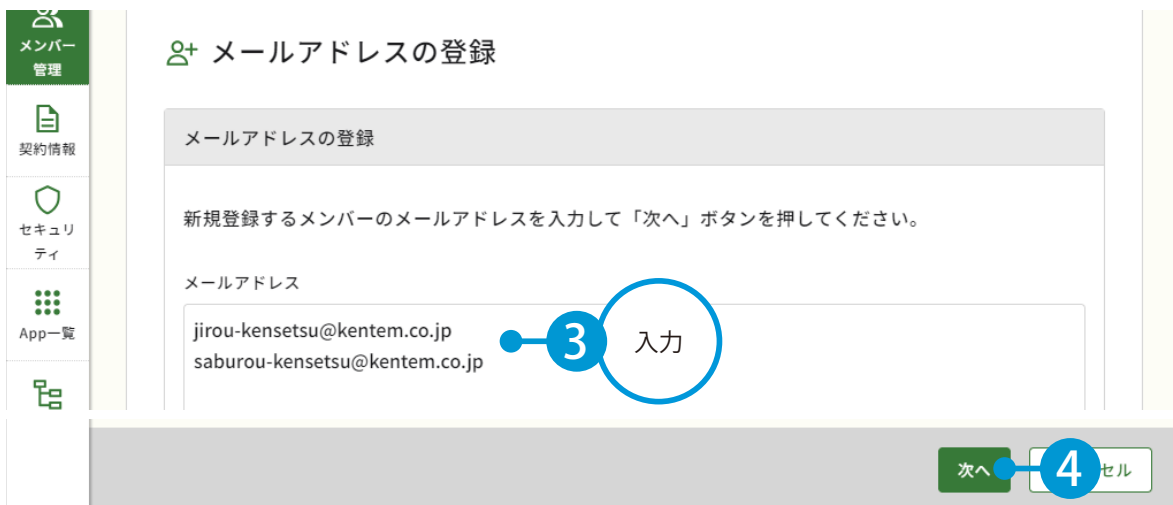 メンバー
管理
契約情報
セキュリ
ティ
App一覧
メールアドレスの登録
メールアドレスの登録
新規登録するメンバーのメールアドレスを入力して「次へ」ボタンを押してください。
メールアドレス
jirou-kensetsu@kentem.co.jp
saburou-kensetsu@kentem.co.jp
3 入力
次へ
4
セル